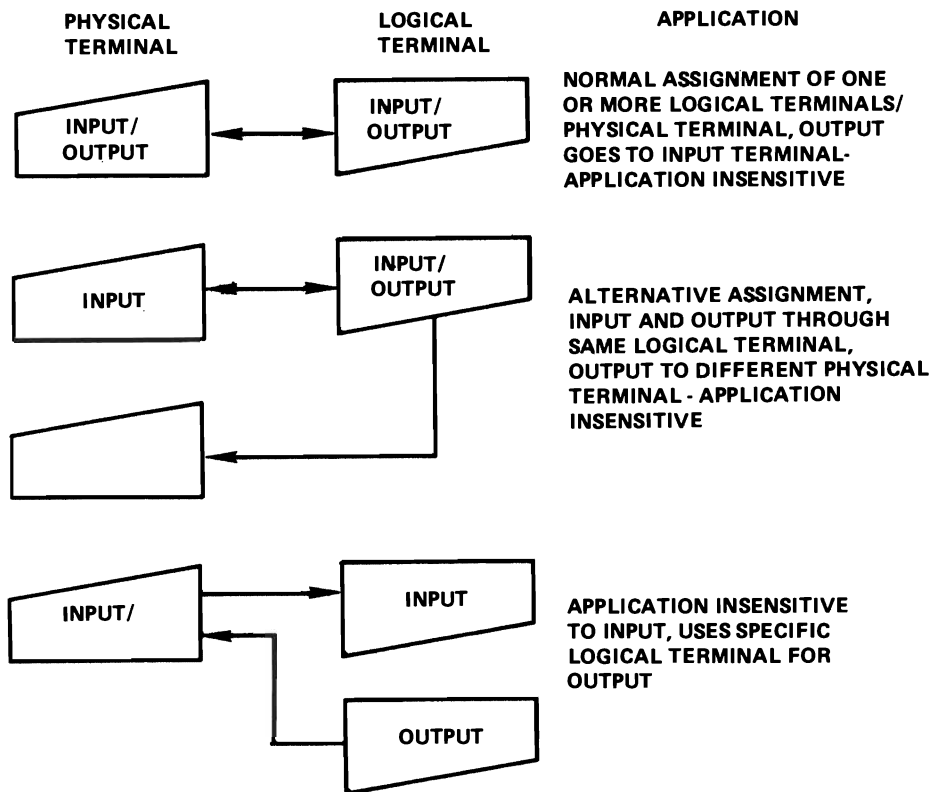 PHYSICAL
TERMINAL
LOGICAL
TERMINAL
APPLICATION
INPUT/
OUTPUT
INPUT/
OUTPUT
NORMAL ASSIGNMENT OF ONE
OR MORE LOGICAL TERMINALS/
PHYSICAL TERMINAL, OUTPUT
GOES TO INPUT TERMINAL-
APPLICATION INSENSITIVE
INPUT
INPUT/
OUTPUT
ALTERNATIVE ASSIGNMENT,
INPUT AND OUTPUT THROUGH
SAME LOGICAL TERMINAL,
OUTPUT TO DIFFERENT PHYSICAL
TERMINAL - APPLICATION
INSENSITIVE
INPUT/
INPUT
OUTPUT
APPLICATION INSENSITIVE
TO INPUT, USES SPECIFIC
LOGICAL TERMINAL FOR
OUTPUT